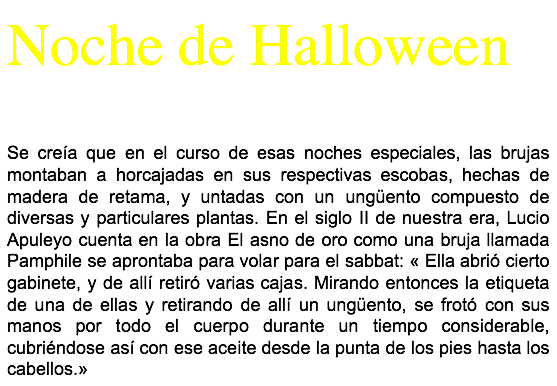 Noche de Halloween
Se creía que en el curso de esas noches especiales, las brujas
montaban a horcajadas en sus respectivas escobas, hechas de
madera de retama, y untadas con un ungüento compuesto de
diversas y particulares plantas. En el siglo II de nuestra era, Lucio
Apuleyo cuenta en la obra El asno de oro como una bruja llamada
Pamphile se aprontaba para volar para el sabbat: « Ella abrió cierto
gabinete, y de allí retiró varias cajas. Mirando entonces la etiqueta
de una de ellas y retirando de allí un ungüento, se frotó con sus
manos por todo el cuerpo durante un tiempo considerable,
cubriéndose así con ese aceite desde la punta de los pies hasta los
cabellos.»